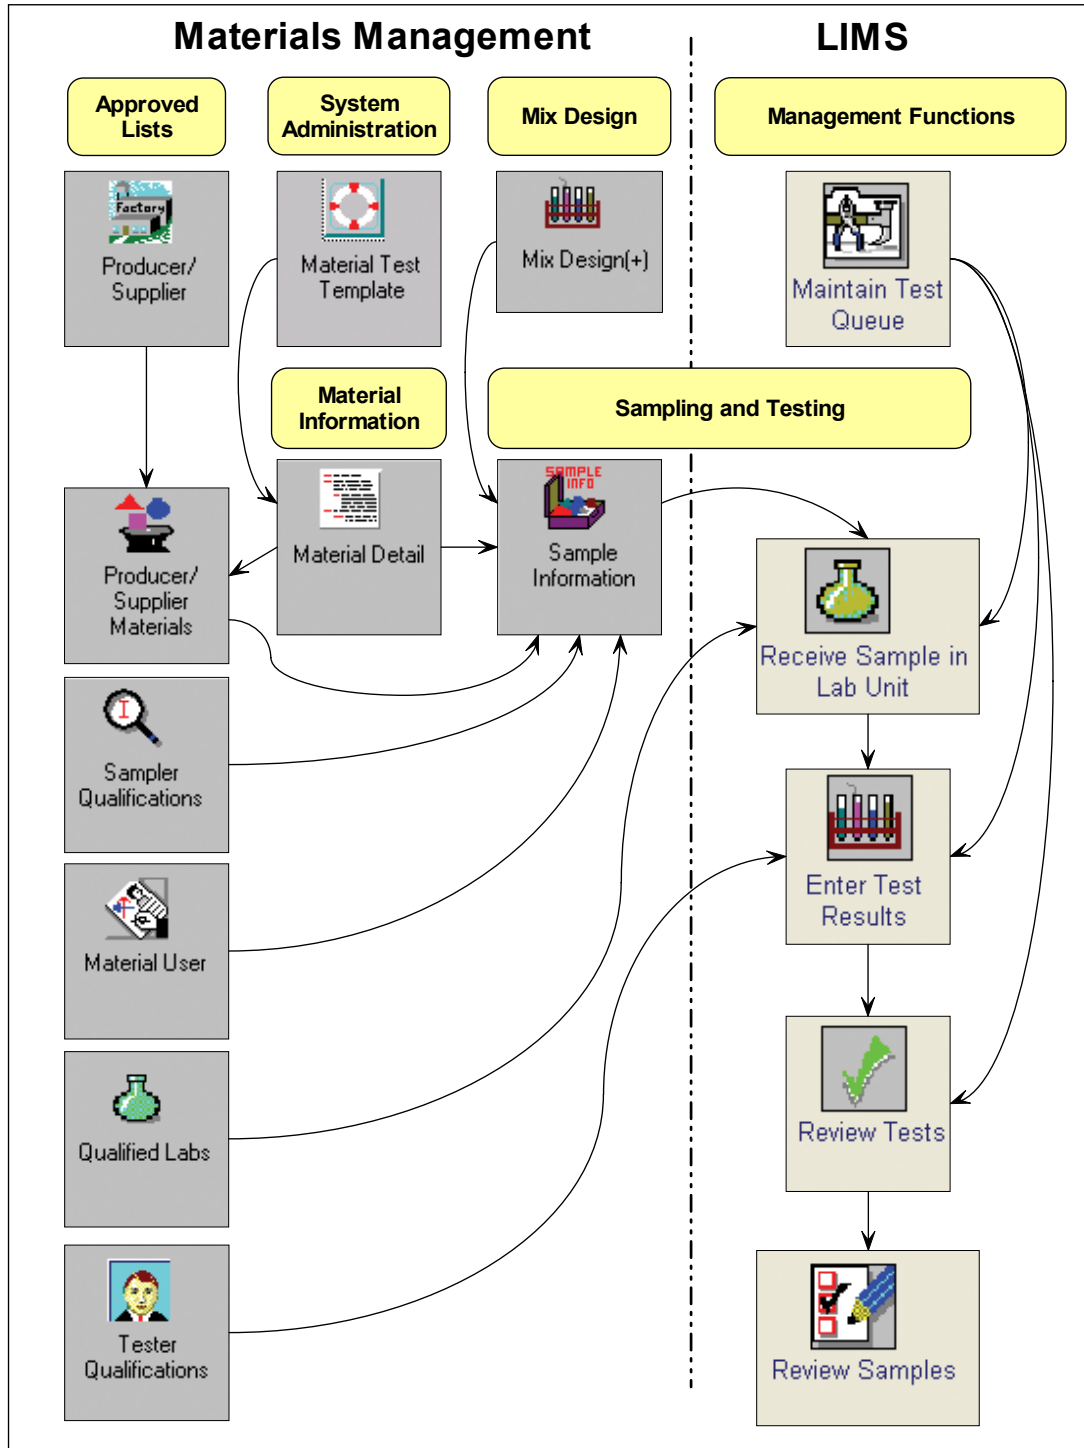 Materials Management
LIMS
Approved
Lists
System
Administration
Mix Design
Management Functions
Factory
Producer/
Supplier
Material Test
Template
Mix Design(+)
Maintain Test
Queue
Material
Information
Sampling and Testing
Producer/
Supplier
Materials
Material Detail
SAMPLE
INFO
Sample
Information
Receive Sample in
Lab Unit
I
Sampler
Qualifications
Enter Test
Results
Material User
Qualified Labs
Review Tests
Tester
Qualifications
Review Samples